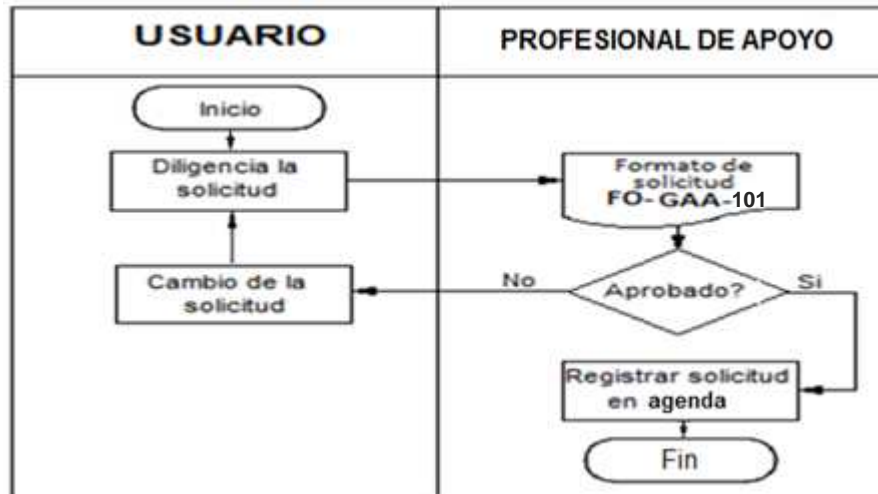 USUARIO
PROFESIONAL DE APOYO
Inicio
Diligencia la
solicitud
Formato de
solicitud
FO- GAA-101
Cambio de la
solicitud
No
Aprobado?
Si
Registrar solicitud
en agenda
Fin